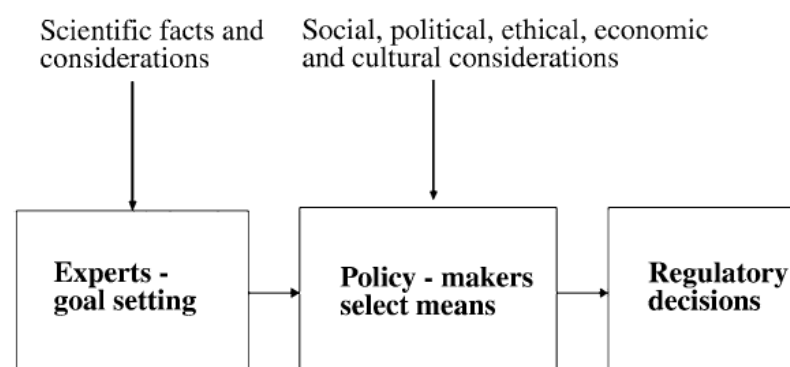 Scientific facts and
considerations
Social, political, ethical, economic
and cultural considerations
Experts -
goal setting
Policy - makers
select means
Regulatory
decisions